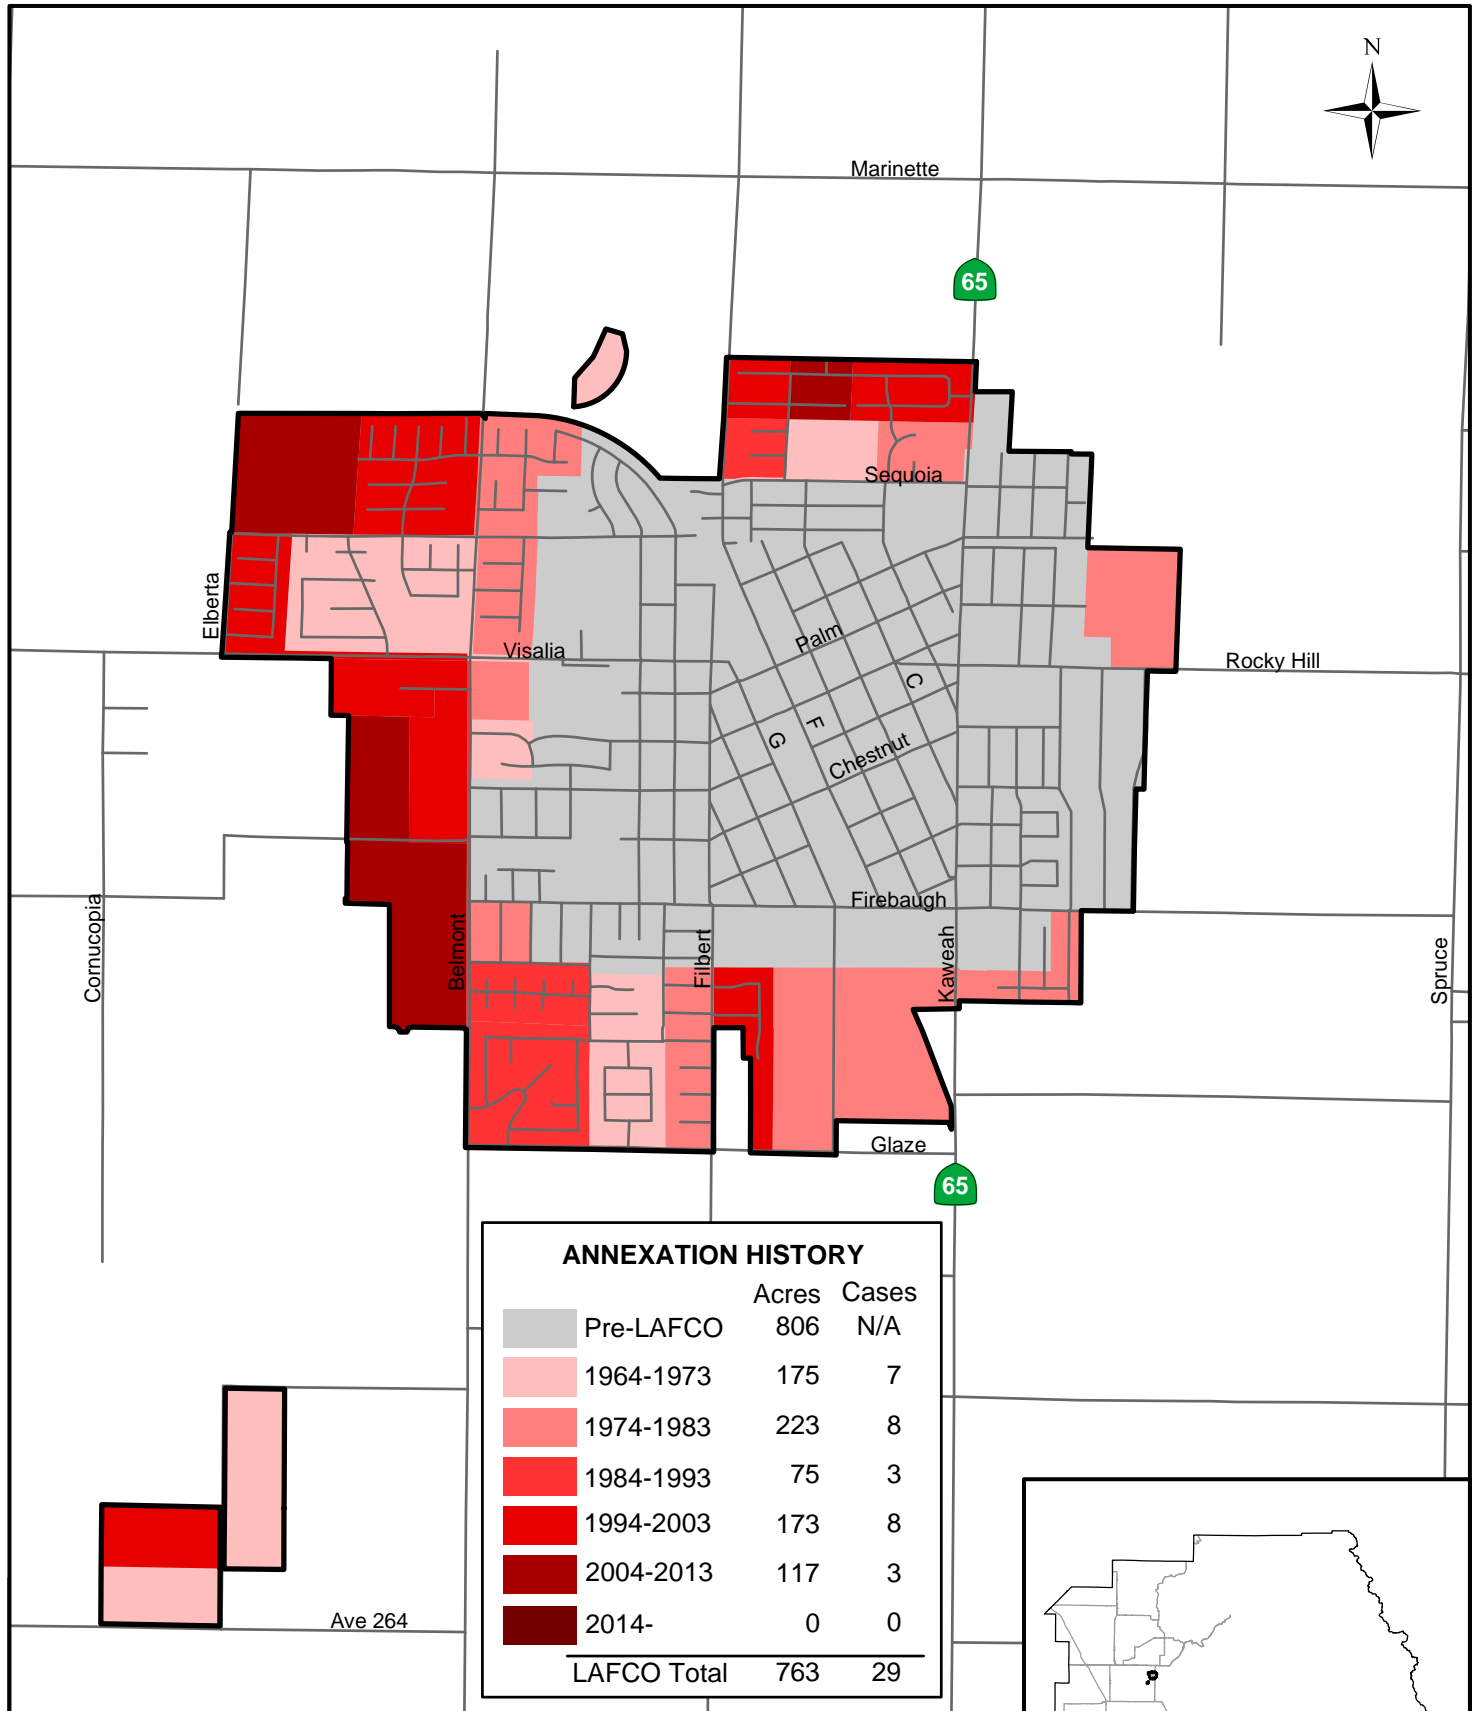 N
Marinette
65
Sequoia
Elberta
Visalia
Palm
Rocky Hill
C
F
G
Chestnut
Firebaugh
Cornucopia
Belmont
Filbert
Kaweah
Spruce
Glaze
65
ANNEXATION HISTORY
Acres Cases
Pre-LAFCO 806 N/A
1964-1973 175 7
1974-1983 223 8
1984-1993 75 3
1994-2003 173 8
2004-2013 117 3
2014- 0 0
LAFCO Total 763 29
Ave 264